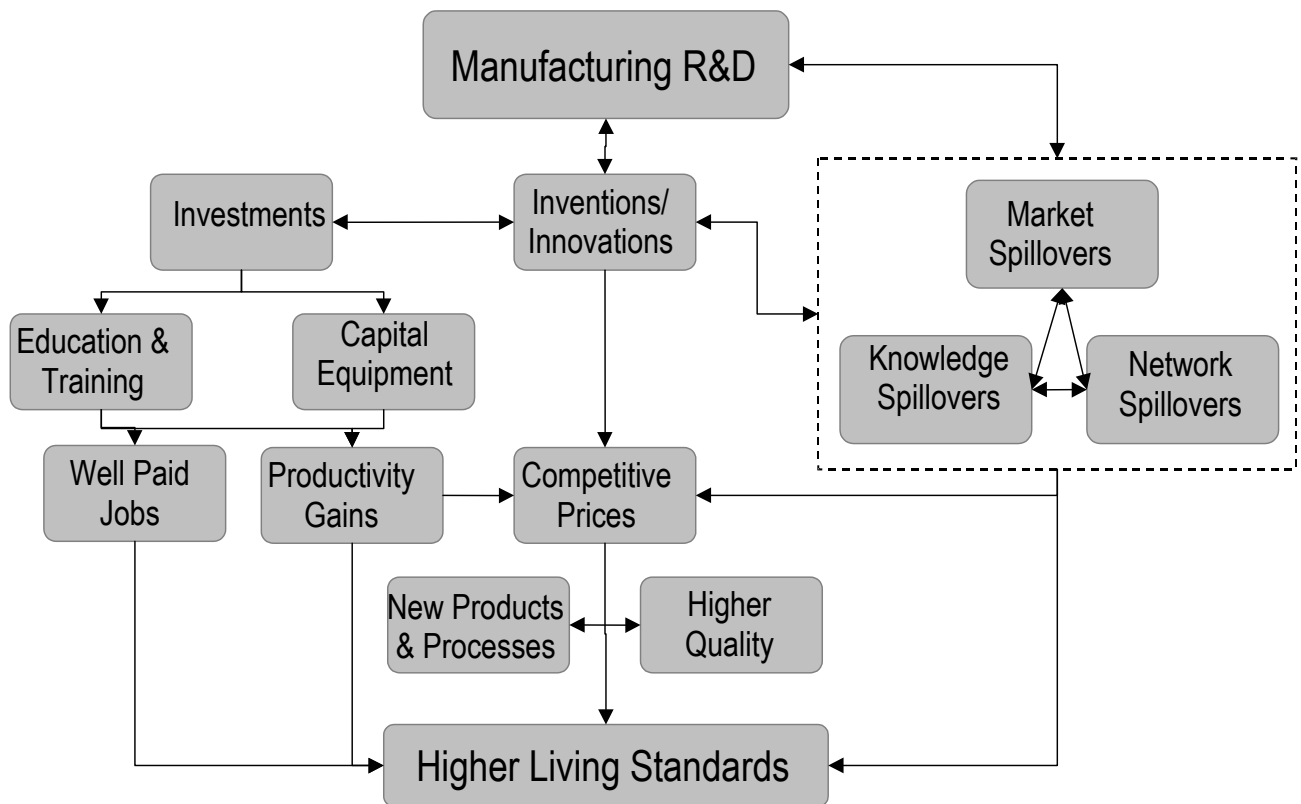 Manufacturing R&D
Investments
Inventions/
Innovations
Market
Spillovers
Education &
Training
Capital
Equipment
Knowledge
Spillovers
Network
Spillovers
Well Paid
Jobs
Productivity
Gains
Competitive
Prices
New Products
& Processes
Higher
Quality
Higher Living Standards